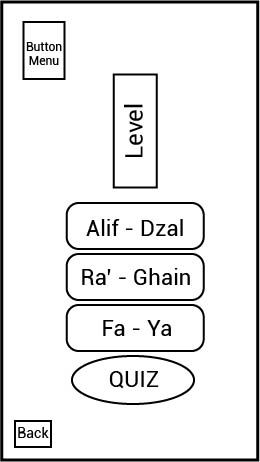 Button
Menu
Level
Alif - Dzal
Ra' - Ghain
Fa - Ya
QUIZ
Back